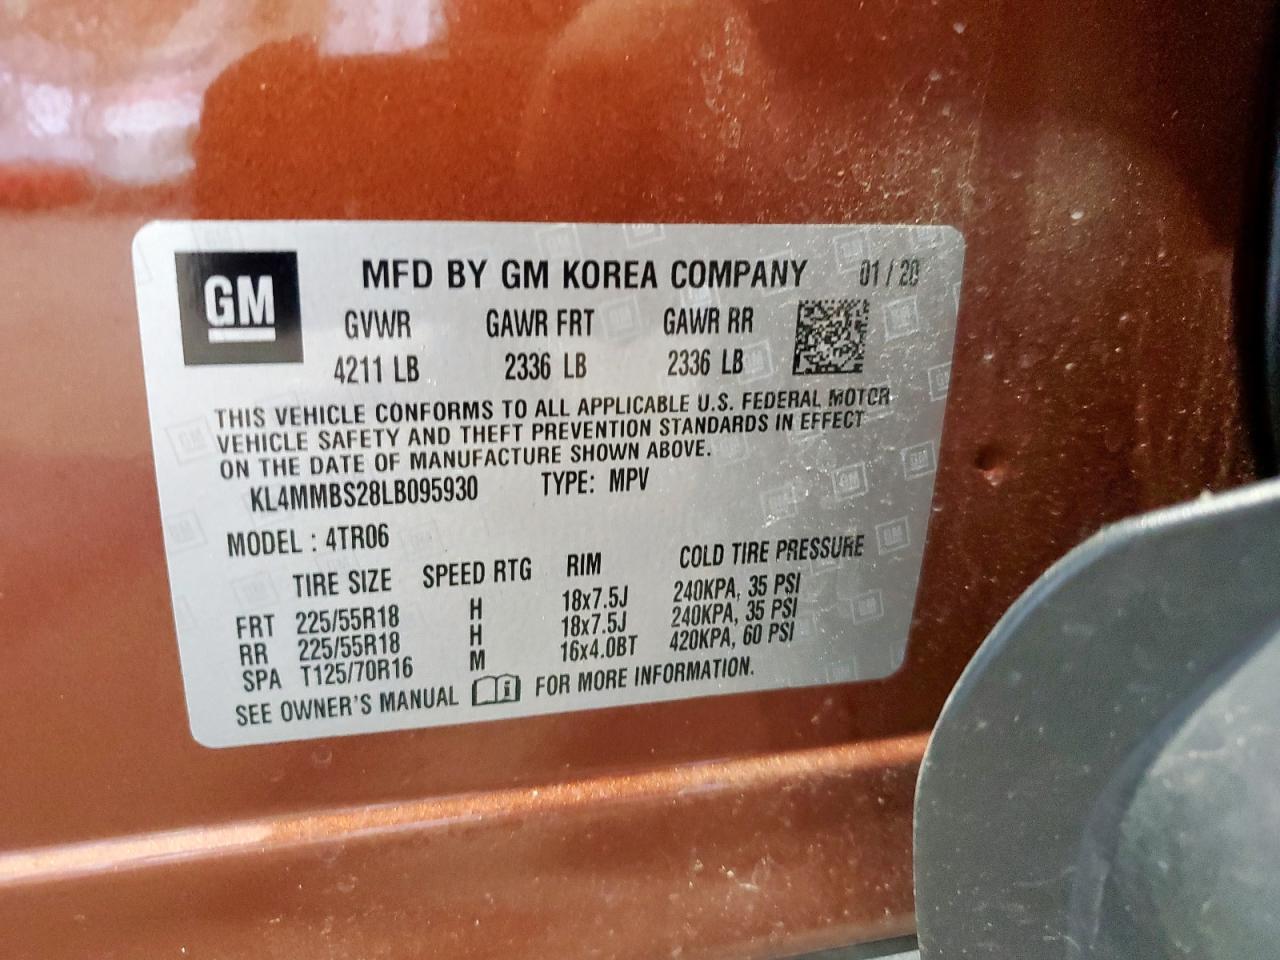 GM MFD BY GM KOREA COMPANY 01/20
GVWR GAWR FRT GAWR RR
4211 LB 2336 LB 2336 LB
THIS VEHICLE CONFORMS TO ALL APPLICABLE U.S. FEDERAL MOTOR
VEHICLE SAFETY AND THEFT PREVENTION STANDARDS IN EFFECT
ON THE DATE OF MANUFACTURE SHOWN ABOVE.
KL4MMBS28LB095930 TYPE: MPV
MODEL : 4TR06
TIRE SIZE SPEED RTG RIM COLD TIRE PRESSURE
FRT 225/55R18 H 18x7.5J 240KPA, 35 PSI
RR 225/55R18 H 18x7.5J 240KPA, 35 PSI
SPA T125/70R16 M 16x4.0BT 420KPA, 60 PSI
SEE OWNER'S MANUAL FOR MORE INFORMATION.